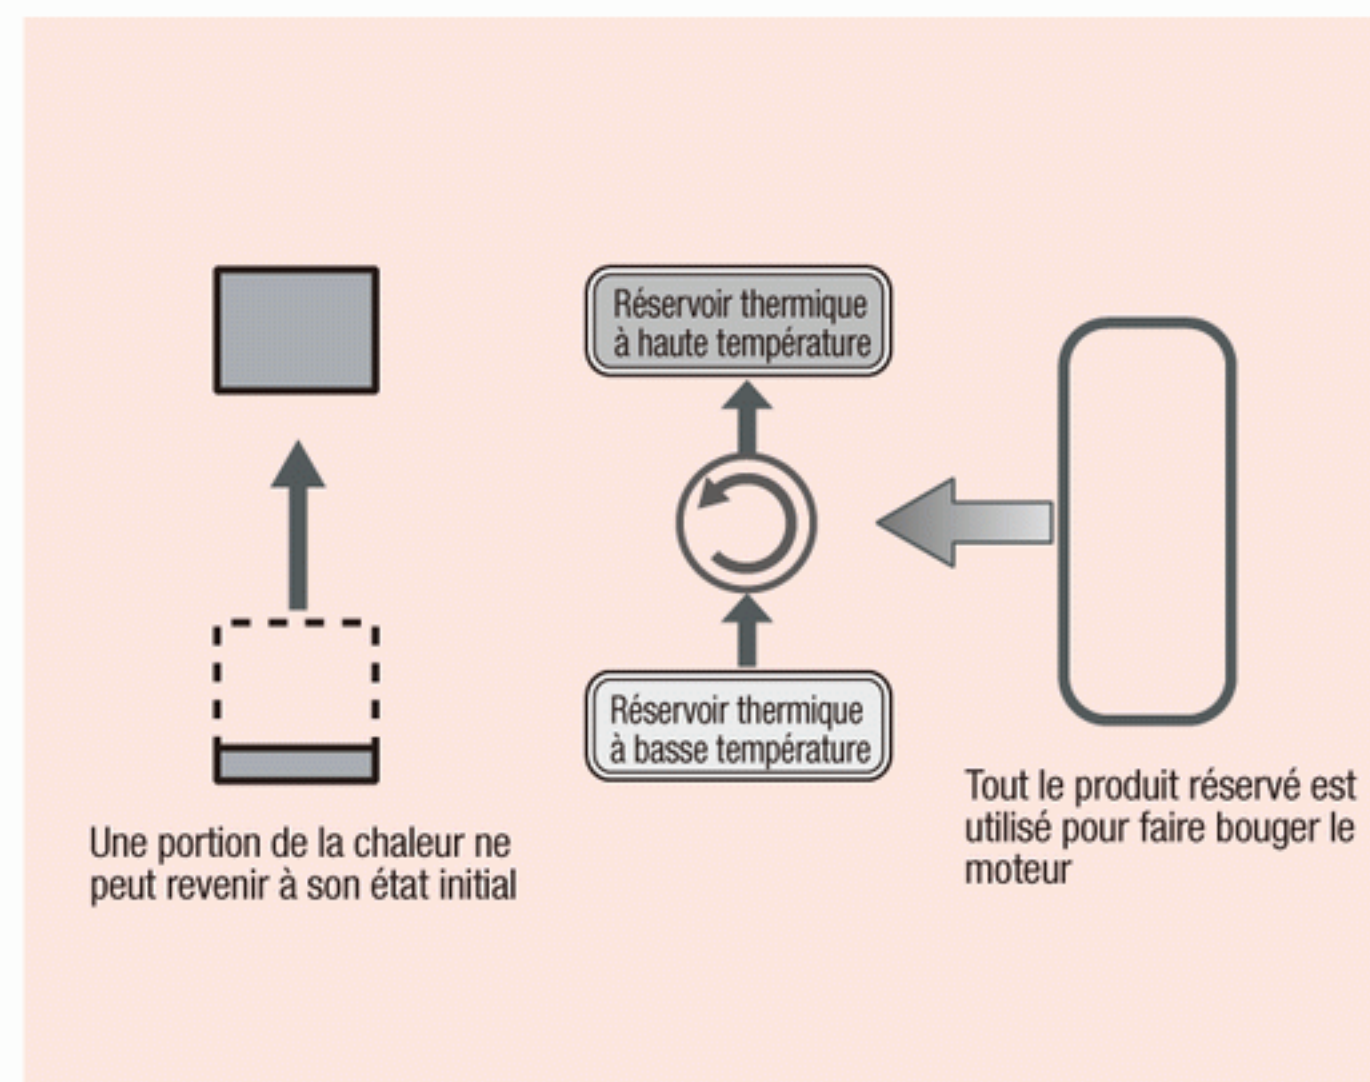 Réservoir thermique
à haute température
Réservoir thermique
à basse température
Une portion de la chaleur ne
peut revenir à son état initial
Tout le produit réservé est
utilisé pour faire bouger le
moteur